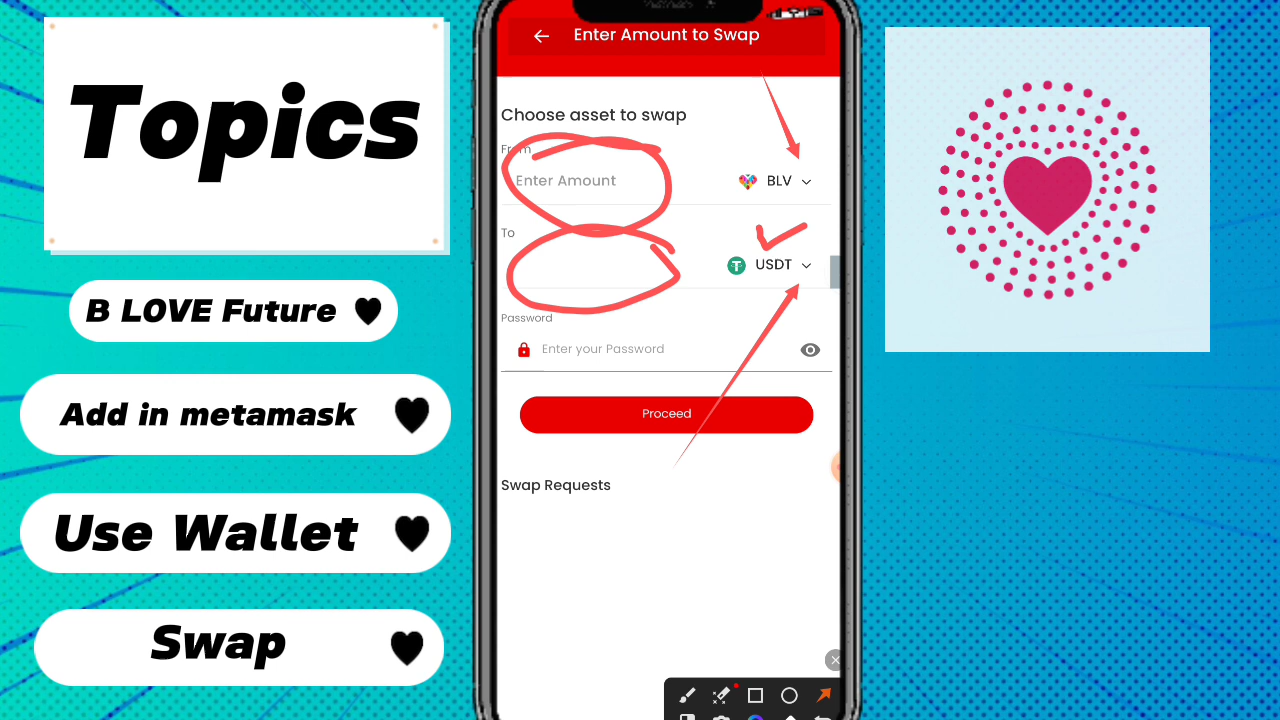 Topics
B LOVE Future
Add in metamask
Use Wallet
Swap
Enter Amount to Swap
Choose asset to swap
From
Enter Amount
BLV
To
USDT
Password
Enter your Password
Proceed
Swap Requests